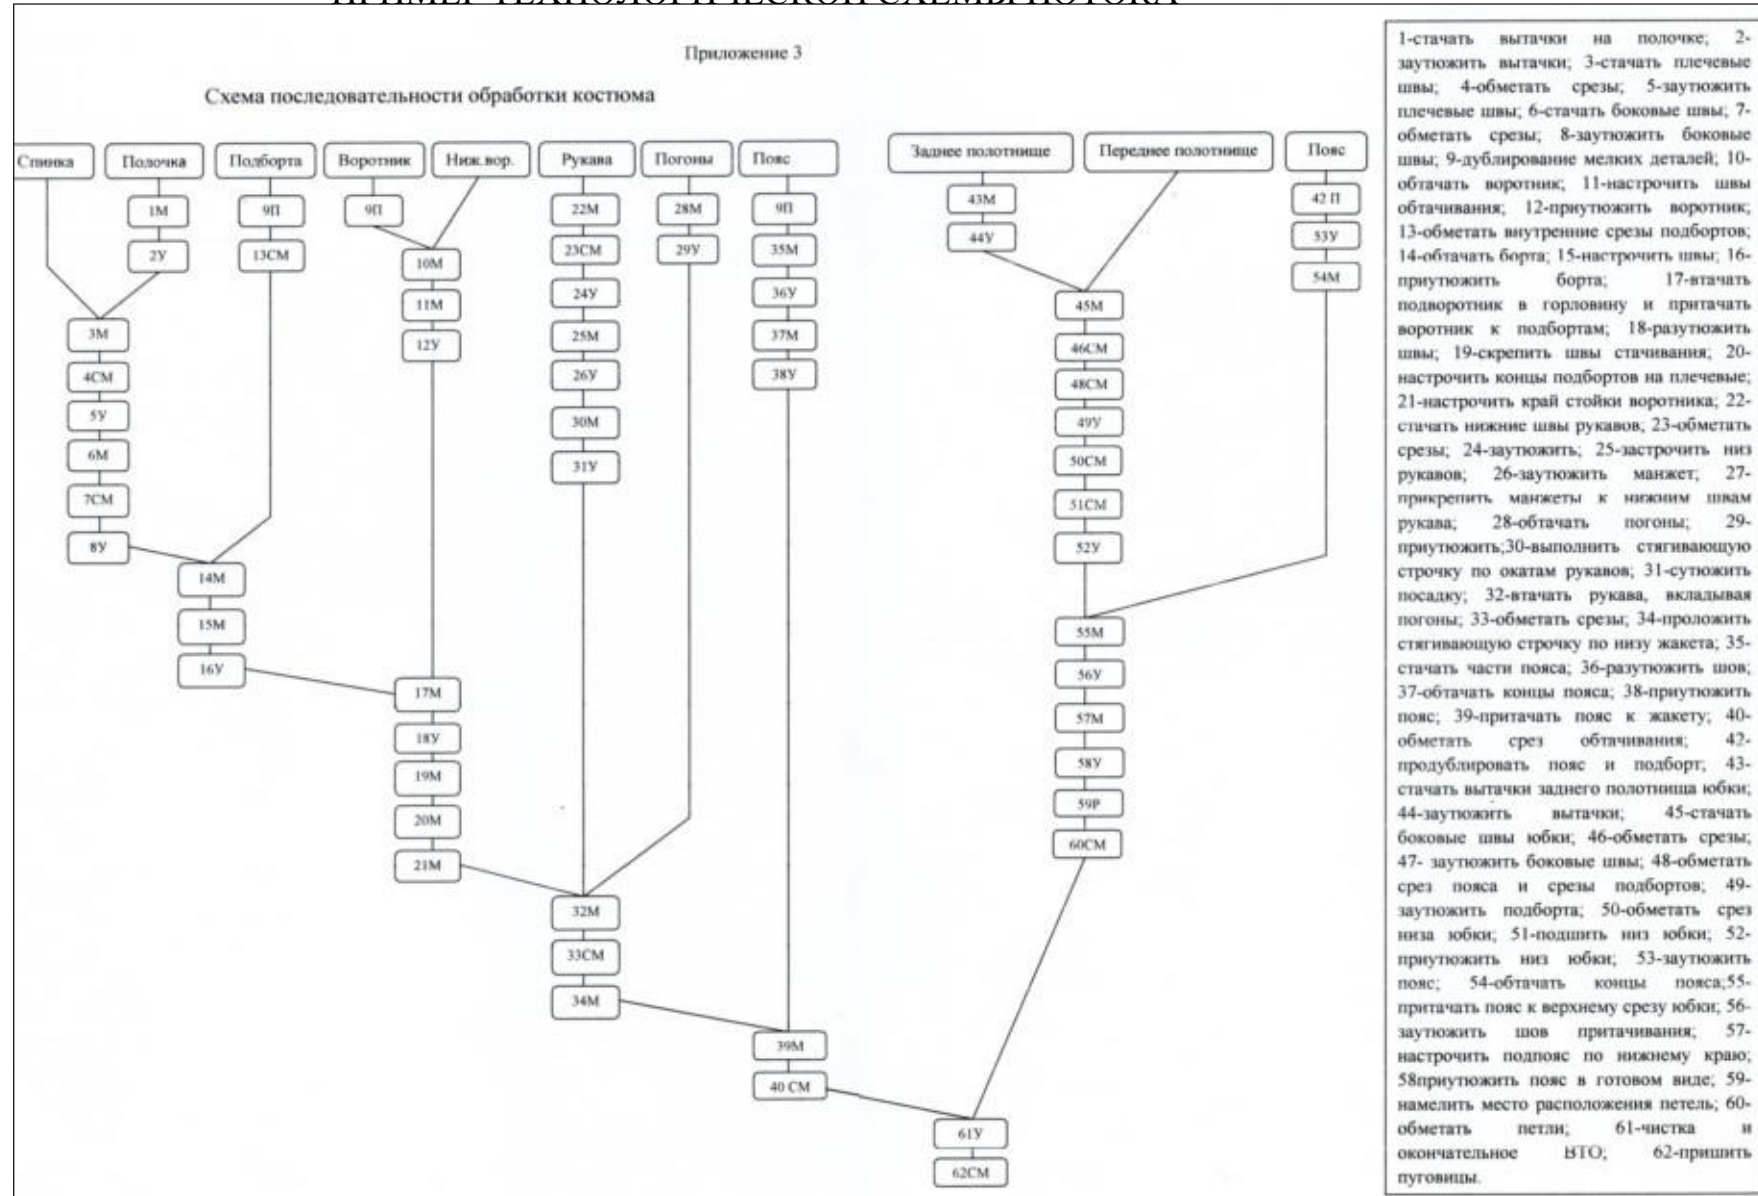 ПРИМЕР ТЕХНОЛОГИЧЕСКОЙ СХЕМЫ ПОТОКА
Приложение 3
Схема последовательности обработки костюма
Спинка
Полочка
Подборта
Воротник
Ниж.вор.
Рукава
Погоны
Пояс
Заднее полотнище
Переднее полотнище
Пояс
1М
2У
3М
4СМ
5У
6М
7СМ
8У
9П
13СМ
14М
15М
16У
9П
10М
11М
12У
17М
18У
19М
20М
21М
22М
23СМ
24У
25М
26У
30М
31У
28М
29У
32М
33СМ
34М
9П
35М
36У
37М
38У
39М
40 СМ
43М
44У
45М
46СМ
48СМ
49У
50СМ
51СМ
52У
42 П
53У
54М
55М
56У
57М
58У
59Р
60СМ
61У
62СМ
1-стачать вытачки на полочке; 2-
заутюжить вытачки; 3-стачать плечевые
швы; 4-обметать срезы; 5-заутюжить
плечевые швы; 6-стачать боковые швы; 7-
обметать срезы; 8-заутюжить боковые
швы; 9-дублирование мелких деталей; 10-
обтачать воротник; 11-настрочить швы
обтачивания; 12-приутюжить воротник;
13-обметать внутренние срезы подбортов;
14-обтачать борта; 15-настрочить швы; 16-
приутюжить борта; 17-втачать
подворотник в горловину и притачать
воротник к подбортам; 18-разутюжить
швы; 19-скрепить швы стачивания; 20-
настрочить концы подбортов на плечевые;
21-настрочить край стойки воротника; 22-
стачать нижние швы рукавов; 23-обметать
срезы; 24-заутюжить; 25-застрочить низ
рукавов; 26-заутюжить манжет; 27-
прикрепить манжеты к нижним швам
рукава; 28-обтачать погоны; 29-
приутюжить;30-выполнить стягивающую
строчку по окатам рукавов; 31-сутюжить
посадку; 32-втачать рукава, вкладывая
погоны; 33-обметать срезы; 34-проложить
стягивающую строчку по низу жакета; 35-
стачать части пояса; 36-разутюжить шов;
37-обтачать концы пояса; 38-приутюжить
пояс; 39-притачать пояс к жакету; 40-
обметать срез обтачивания; 42-
продублировать пояс и подборт; 43-
стачать вытачки заднего полотнища юбки;
44-заутюжить вытачки; 45-стачать
боковые швы юбки; 46-обметать срезы;
47- заутюжить боковые швы; 48-обметать
срез пояса и срезы подбортов; 49-
заутюжить подборта; 50-обметать срез
низа юбки; 51-подшить низ юбки; 52-
приутюжить низ юбки; 53-заутюжить
пояс; 54-обтачать концы пояса;55-
притачать пояс к верхнему срезу юбки; 56-
заутюжить шов притачивания; 57-
настрочить подпояс по нижнему краю;
58приутюжить пояс в готовом виде; 59-
намелить место расположения петель; 60-
обметать петли; 61-чистка и
окончательное ВТО; 62-пришить
пуговицы.